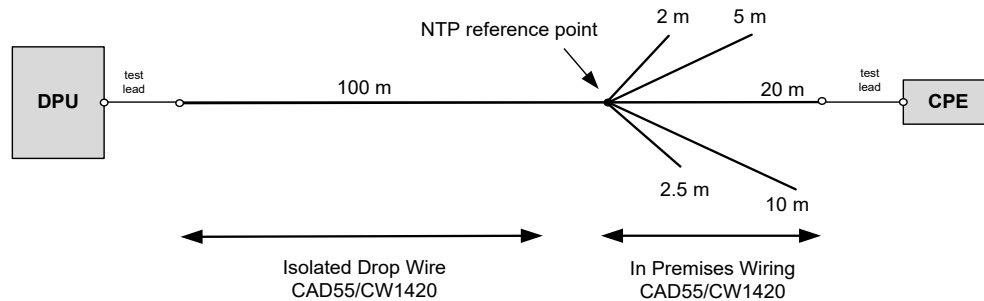 2 m
5 m
NTP reference point
test
lead
DPU
100 m
20 m
test
lead
CPE
2.5 m
10 m
Isolated Drop Wire
CAD55/CW1420
In Premises Wiring
CAD55/CW1420